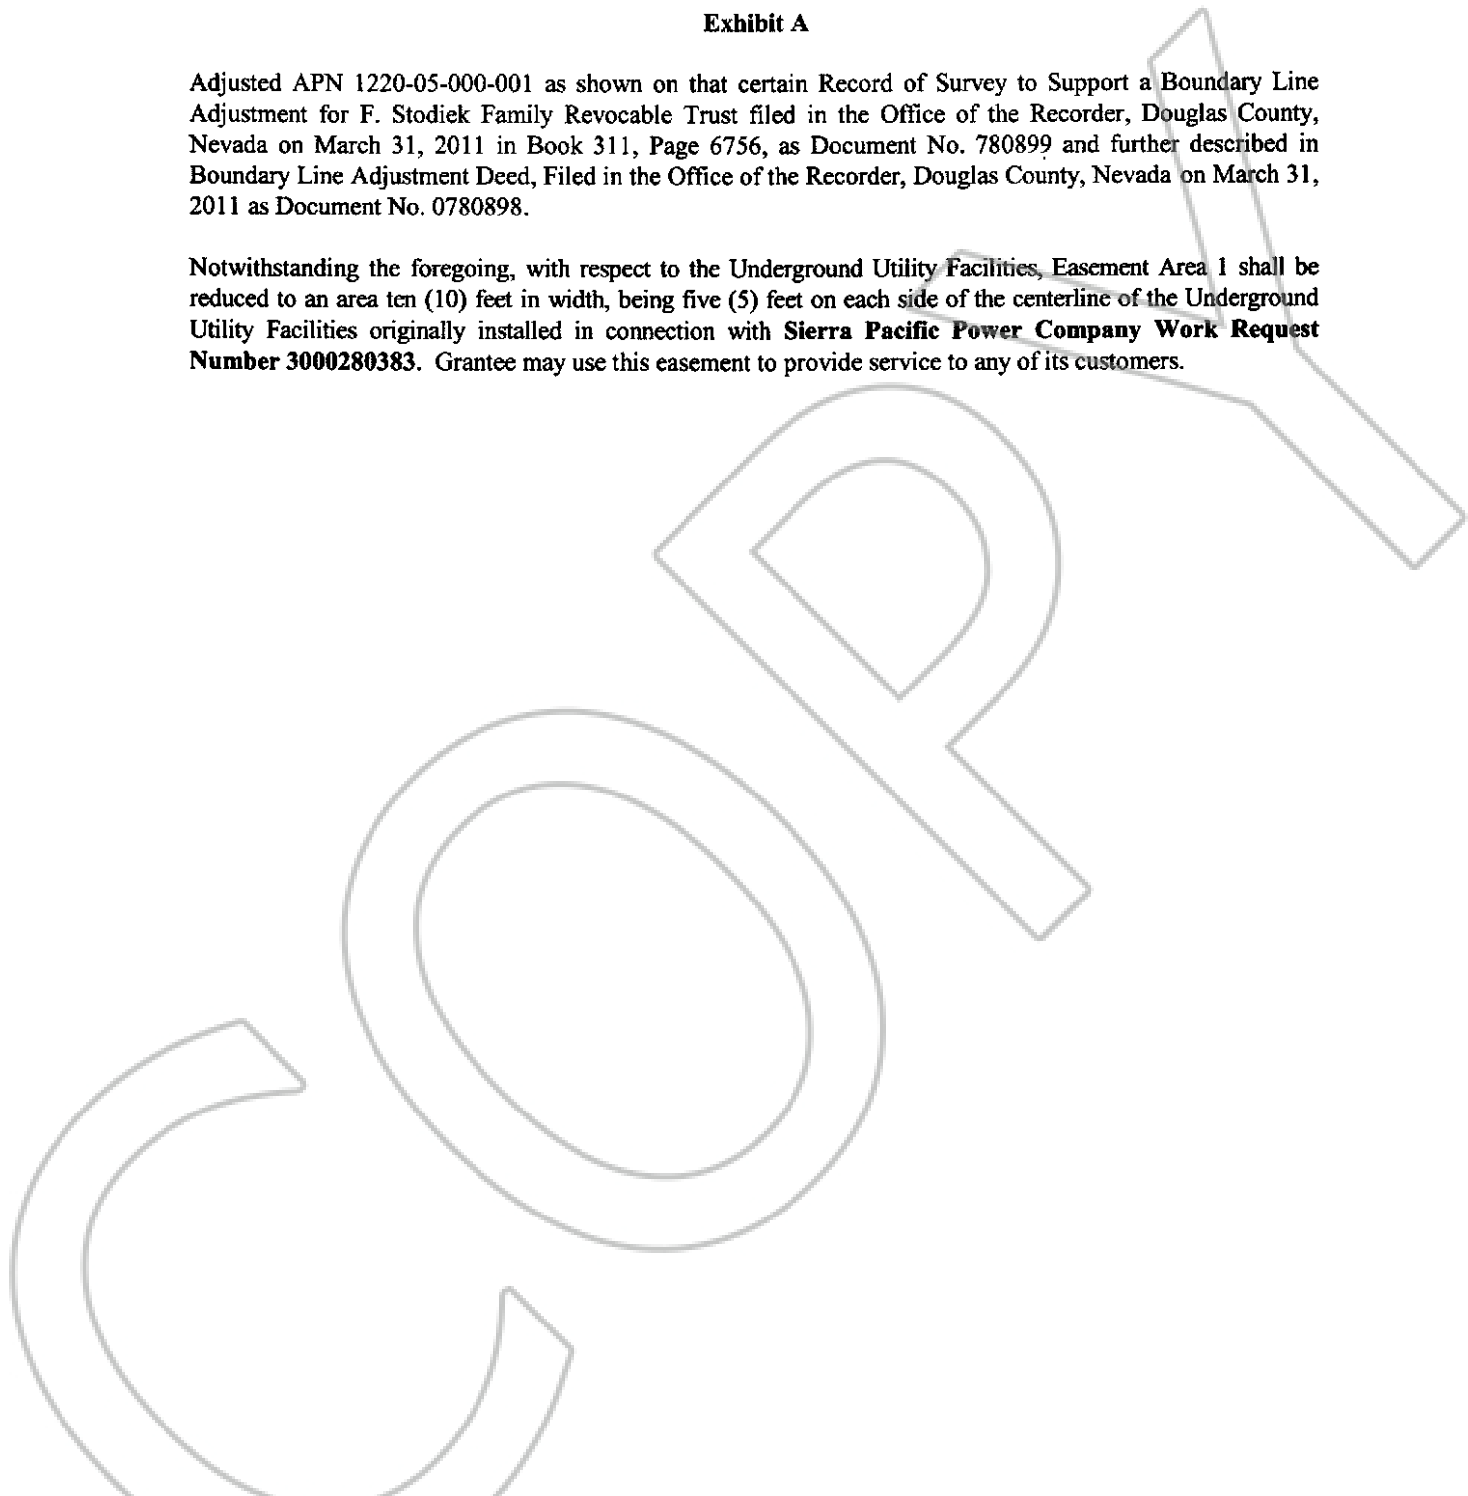 Exhibit A
Adjusted APN 1220-05-000-001 as shown on that certain Record of Survey to Support a Boundary Line
Adjustment for F. Stodiek Family Revocable Trust filed in the Office of the Recorder, Douglas County,
Nevada on March 31, 2011 in Book 311, Page 6756, as Document No. 780899 and further described in
Boundary Line Adjustment Deed, Filed in the Office of the Recorder, Douglas County, Nevada on March 31,
2011 as Document No. 0780898.
Notwithstanding the foregoing, with respect to the Underground Utility Facilities, Easement Area 1 shall be
reduced to an area ten (10) feet in width, being five (5) feet on each side of the centerline of the Underground
Utility Facilities originally installed in connection with Sierra Pacific Power Company Work Request
Number 3000280383. Grantee may use this easement to provide service to any of its customers.
COPY